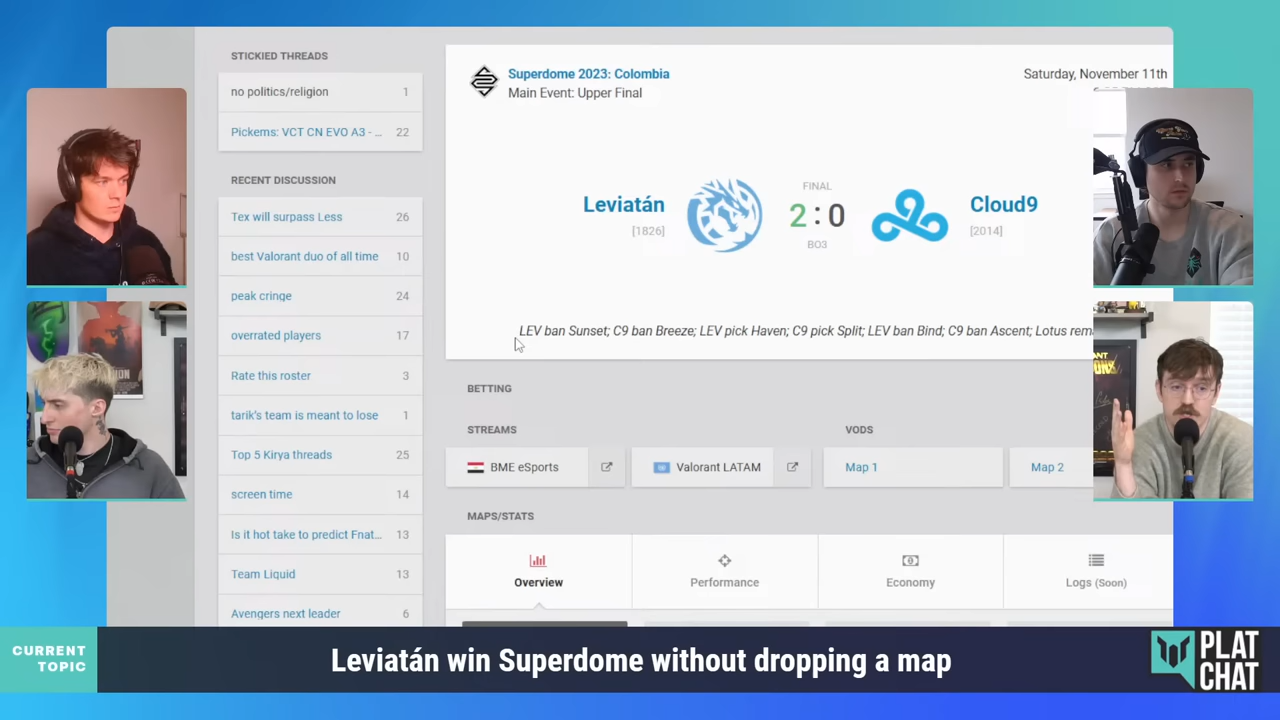 STICKIED THREADS
no politics/religion 1
Pickems: VCT CN EVO A3 - ... 22
RECENT DISCUSSION
Tex will surpass Less 26
best Valorant duo of all time 10
peak cringe 24
overrated players 17
Rate this roster 3
tarik's team is meant to lose 1
Top 5 Kirya threads 25
screen time 14
Is it hot take to predict Fnat... 13
Team Liquid 13
Avengers next leader 6
Superdome 2023: Colombia
Main Event: Upper Final
Saturday, November 11th
Leviatán
[1826]
FINAL
2 : 0
BO3
Cloud9
[2014]
LEV ban Sunset; C9 ban Breeze; LEV pick Haven; C9 pick Split; LEV ban Bind; C9 ban Ascent; Lotus rem
BETTING
STREAMS
BME eSports
Valorant LATAM
VODS
Map 1
Map 2
MAPS/STATS
Overview
Performance
Economy
Logs (Soon)
CURRENT
TOPIC
Leviatán win Superdome without dropping a map
PLAT
CHAT